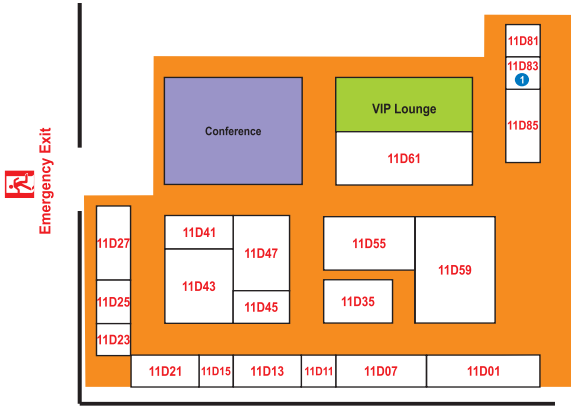 11D81
11D83
1
11D85
VIP Lounge
Conference
11D61
Emergency Exit
11D27
11D25
11D23
11D41
11D43
11D47
11D45
11D55
11D59
11D35
11D21
11D15
11D13
11D11
11D07
11D01